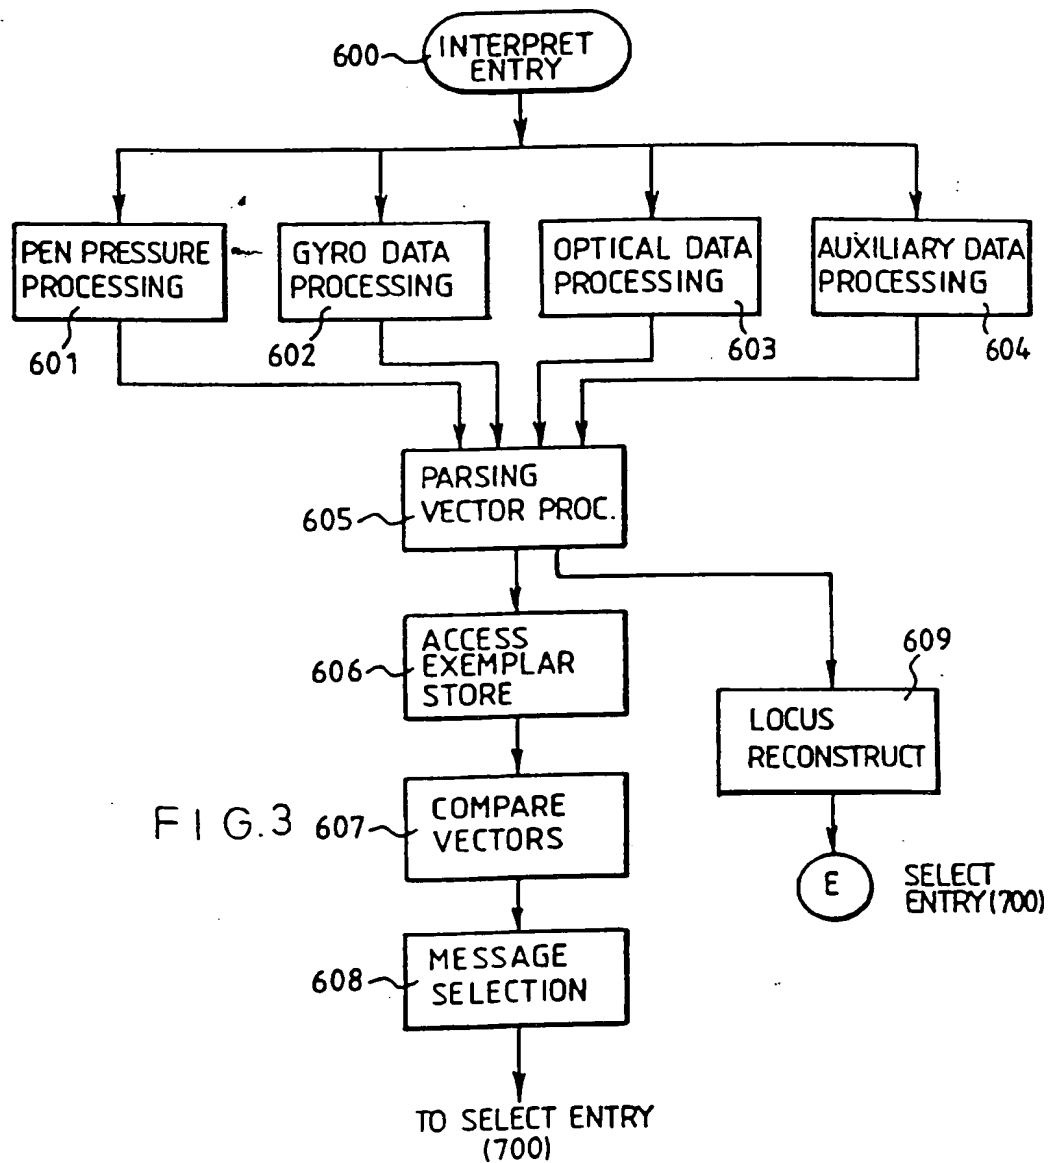 600
INTERPRET
ENTRY
PEN PRESSURE
PROCESSING
601
GYRO DATA
PROCESSING
602
OPTICAL DATA
PROCESSING
603
AUXILIARY DATA
PROCESSING
604
PARSING
VECTOR PROC.
605
ACCESS
EXEMPLAR
STORE
606
609
LOCUS
RECONSTRUCT
FIG.3
607
COMPARE
VECTORS
E
SELECT
ENTRY(700)
608
MESSAGE
SELECTION
TO SELECT ENTRY
(700)